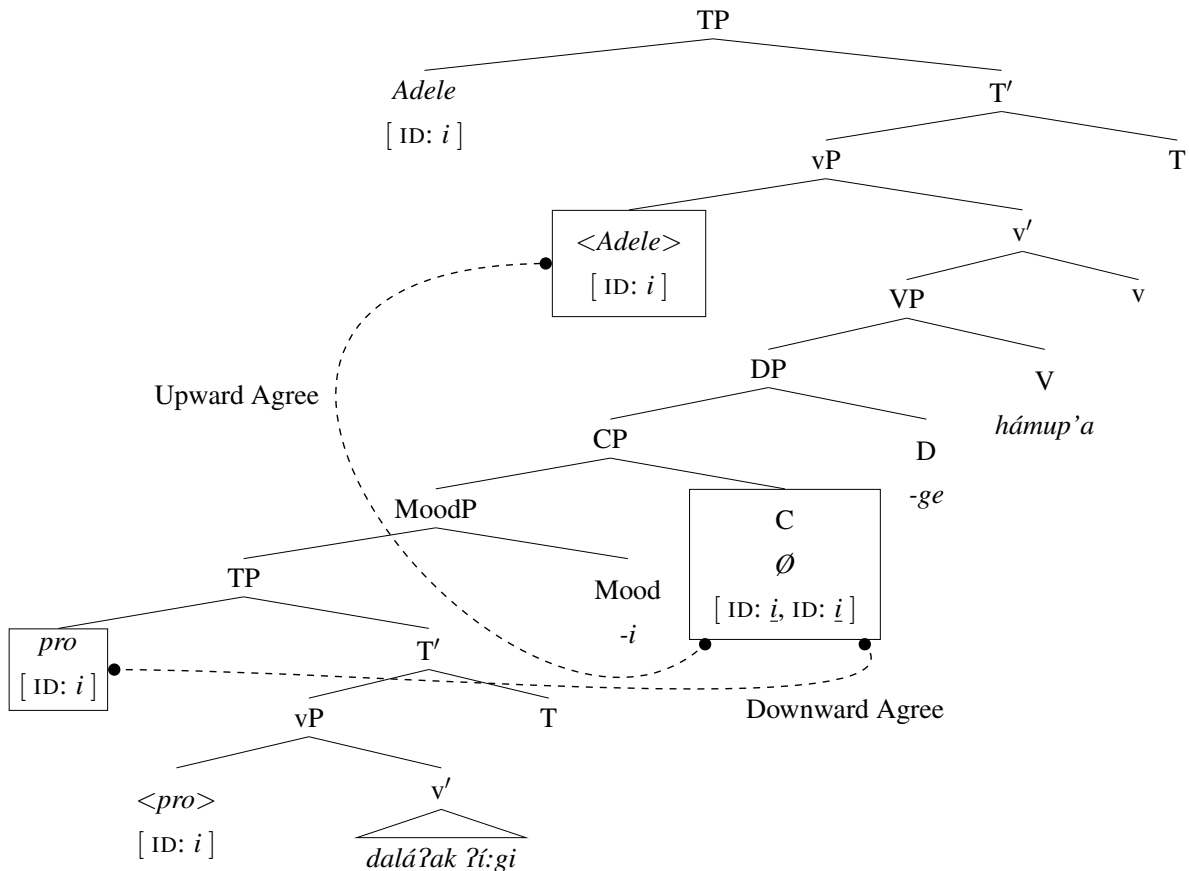 TP
Adele
[ ID: i ]
T′
vP
T
<Adele>
[ ID: i ]
v′
VP
v
Upward Agree
DP
V
hámup’a
CP
D
-ge
MoodP
C
Ø
[ ID: i, ID: i ]
TP
Mood
-i
pro
[ ID: i ]
T′
Downward Agree
vP
T
<pro>
[ ID: i ]
v′
daláʔak ʔí:gi